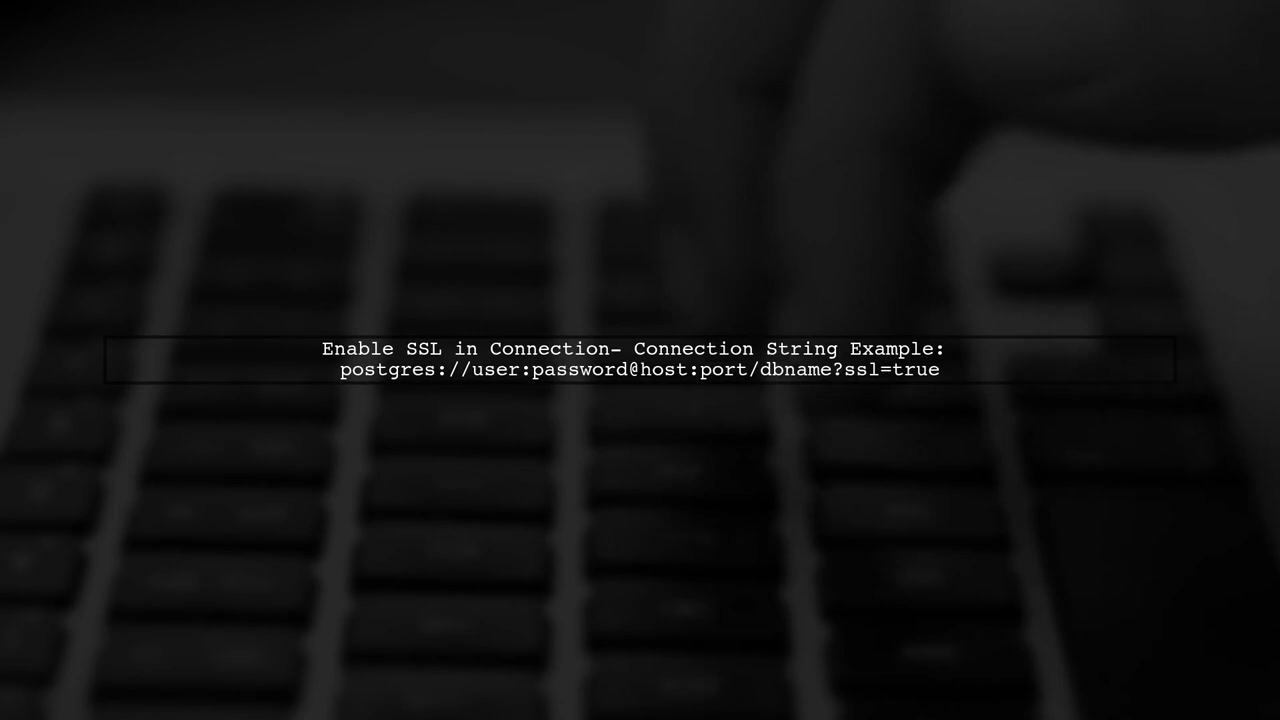 Enable SSL in Connection- Connection String Example:
postgres://user:password@host:port/dbname?ssl=true